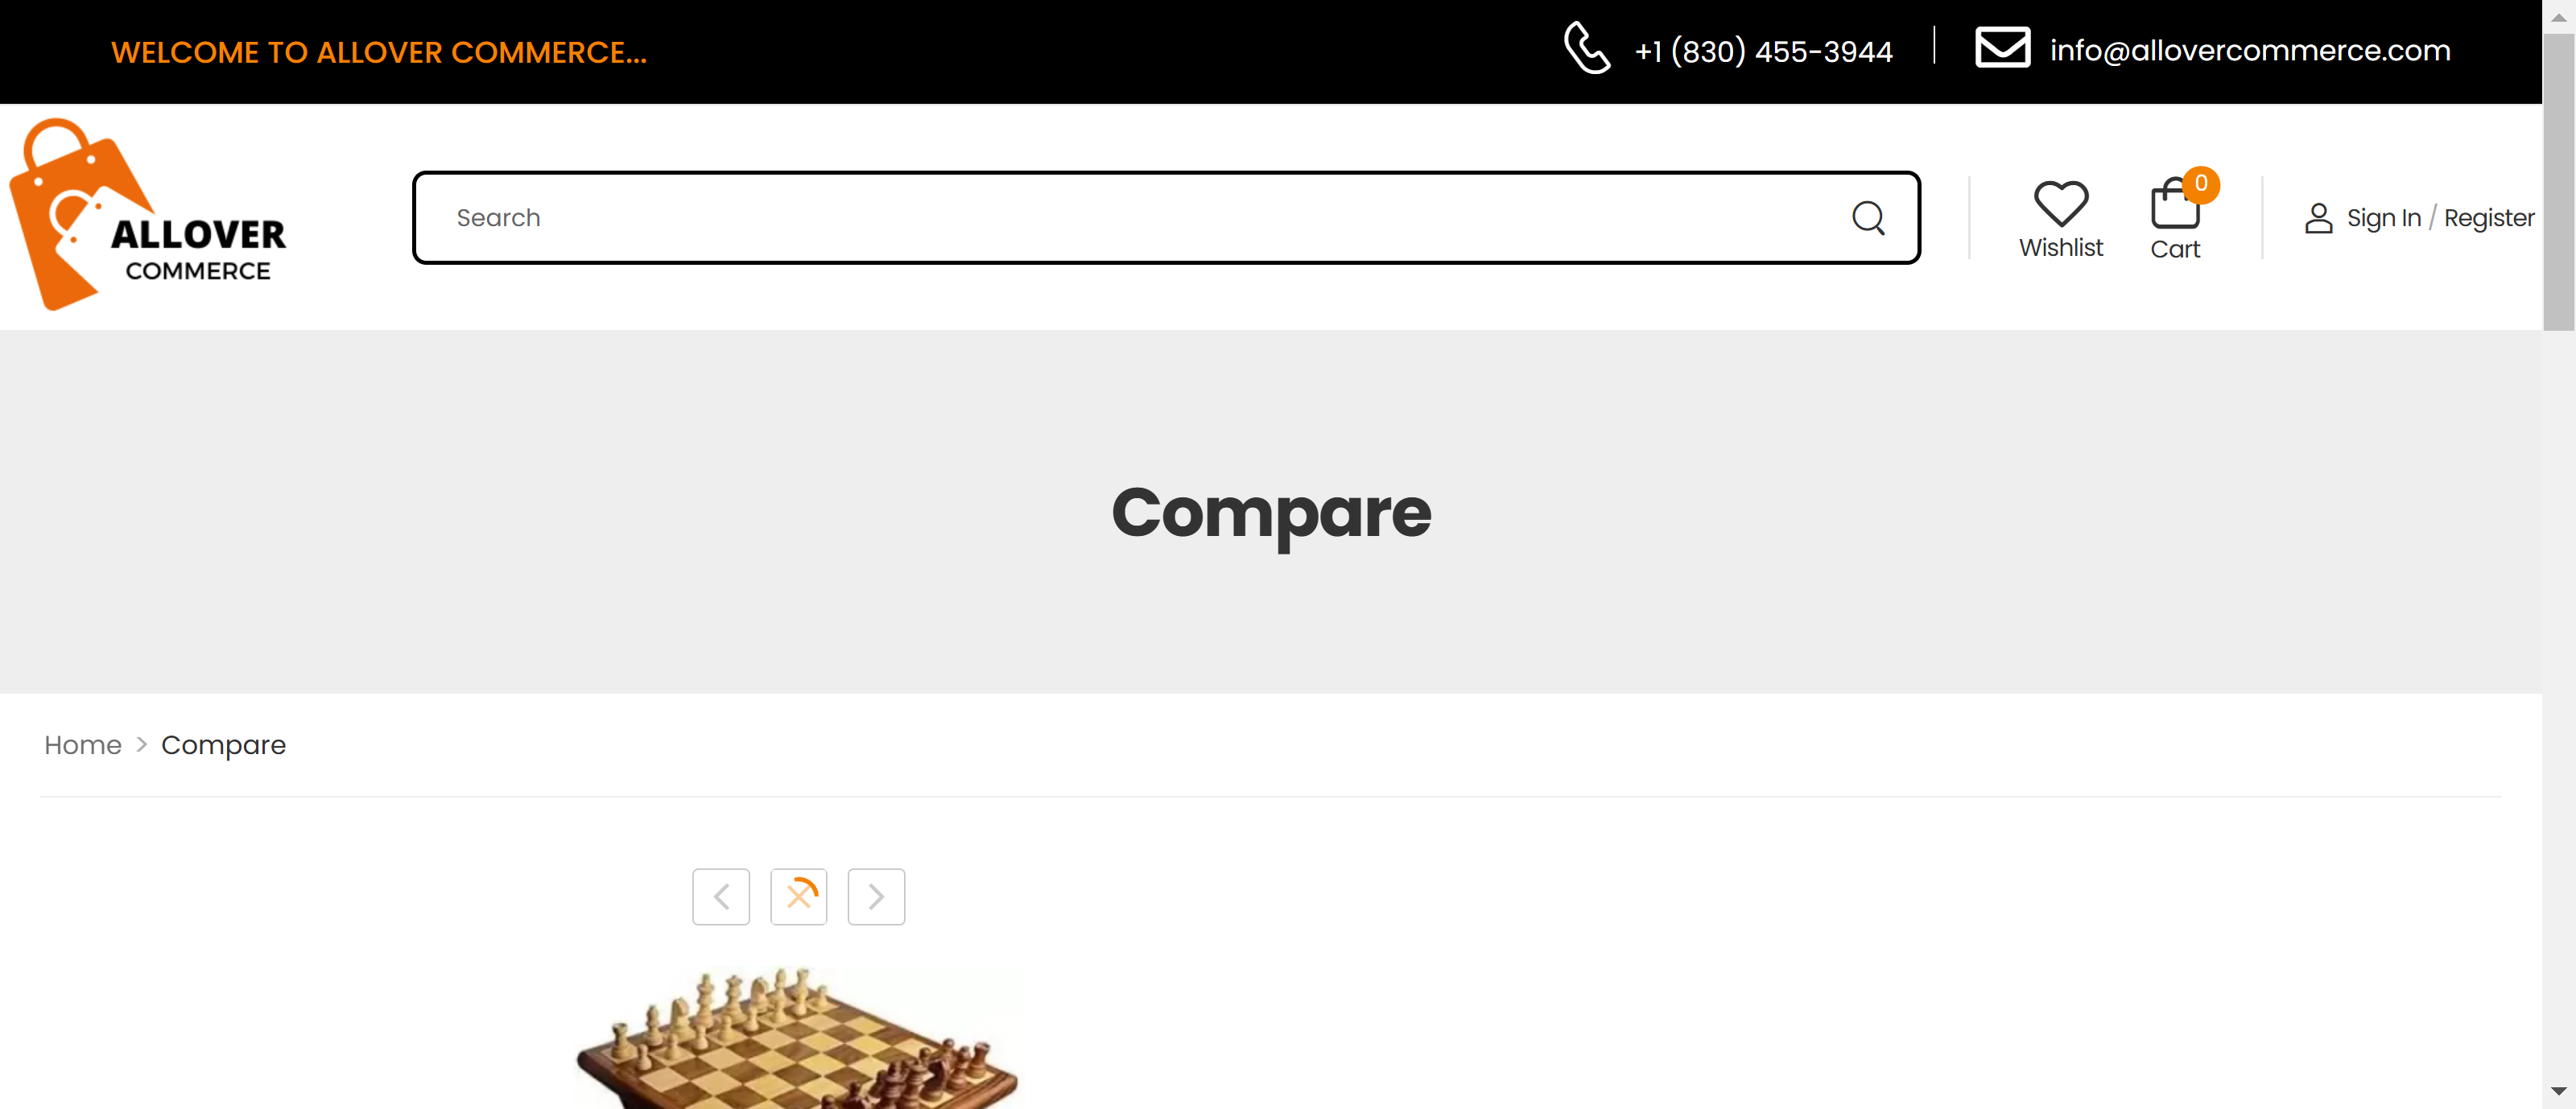 WELCOME TO ALLOVER COMMERCE...
+1 (830) 455-3944
info@allovercommerce.com
ALLOVER
COMMERCE
Search
Wishlist
0
Cart
Sign In / Register
Compare
Home > Compare